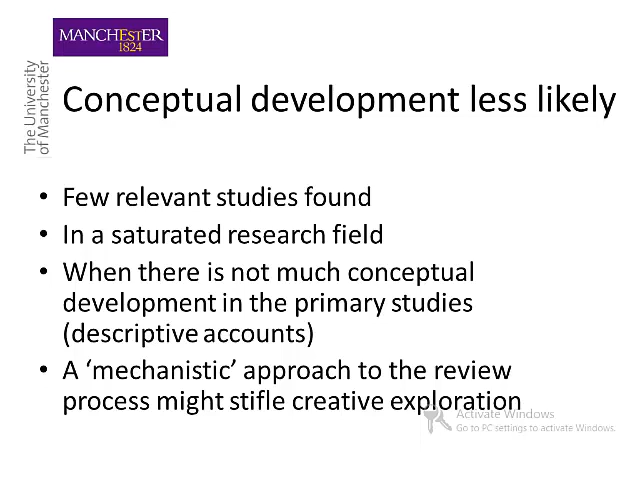 MANCHESTER
1824
The University
of Manchester
Conceptual development less likely
• Few relevant studies found
• In a saturated research field
• When there is not much conceptual
development in the primary studies
(descriptive accounts)
• A ‘mechanistic’ approach to the review
process might stifle creative exploration
Activate Windows
Go to PC settings to activate Windows.